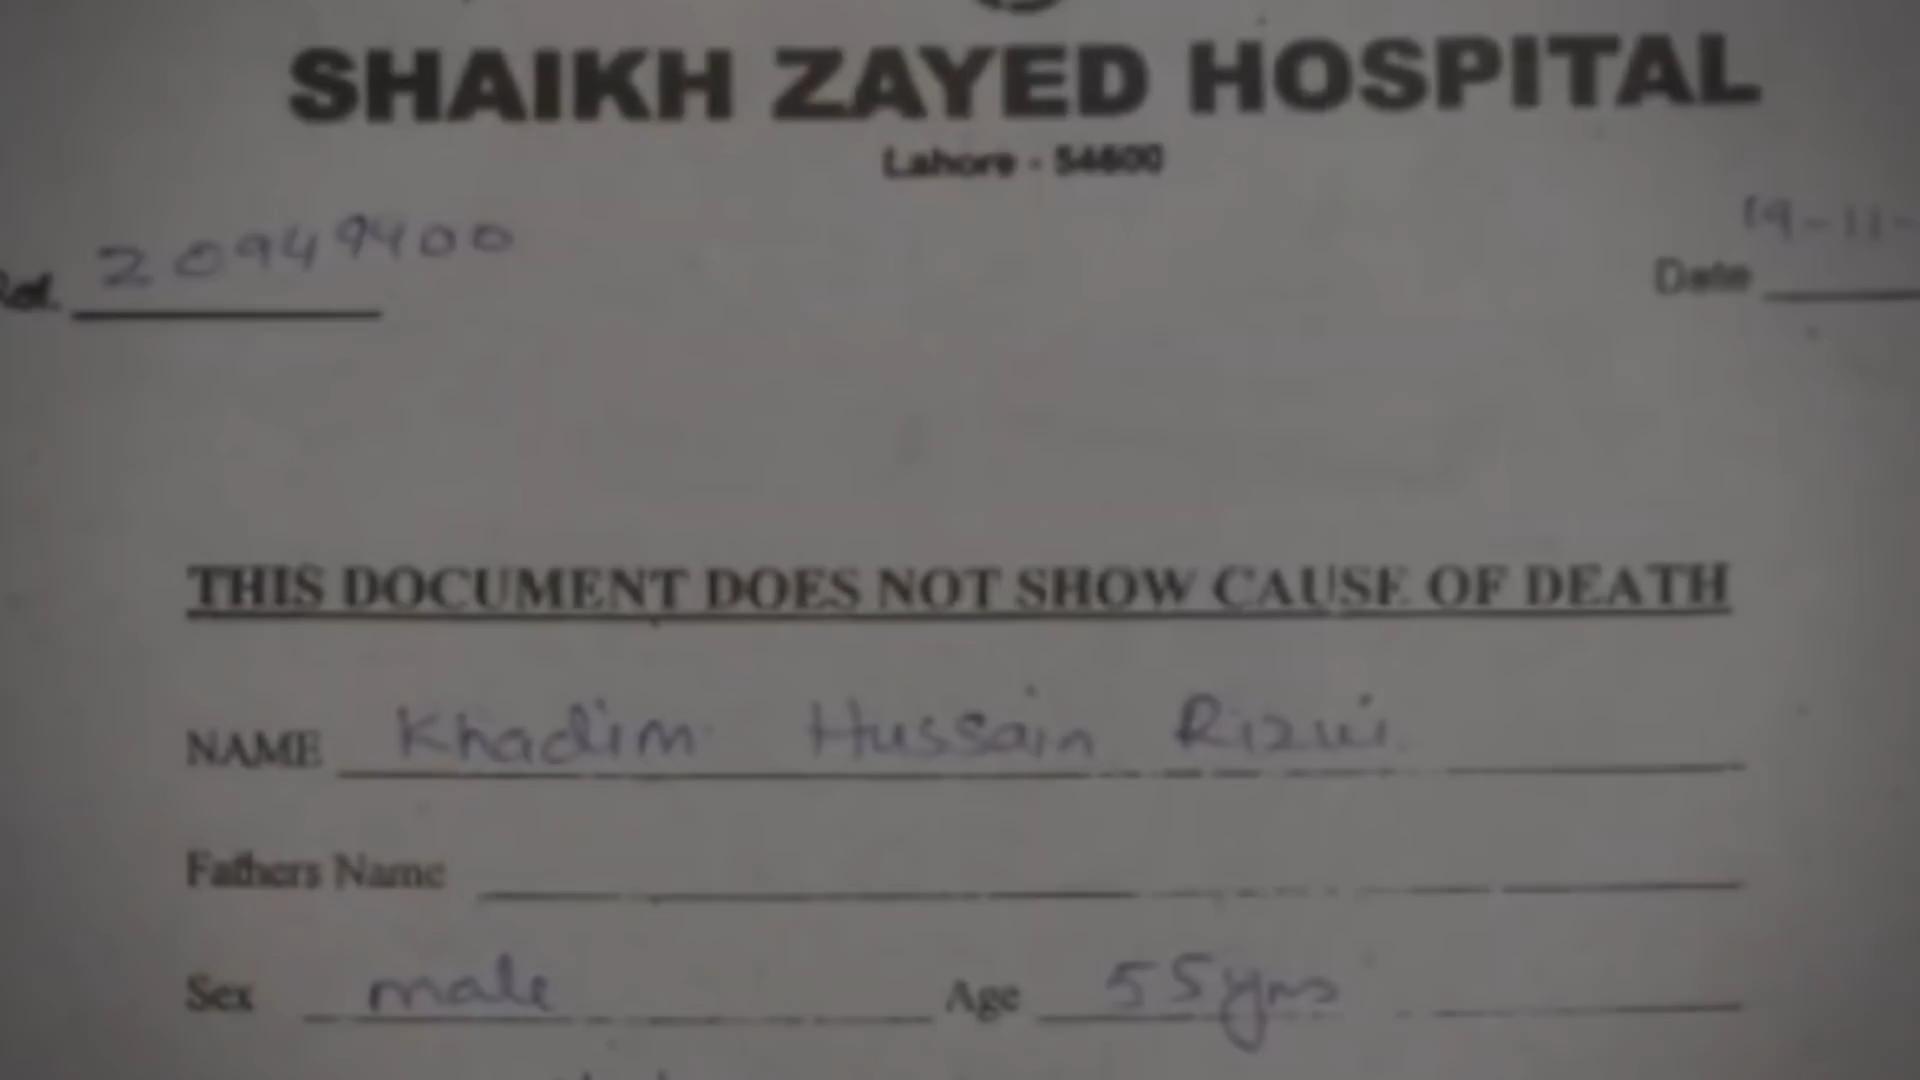 SHAIKH ZAYED HOSPITAL
Lahore - 54600
Ref. 20949400
Date 19-11-
THIS DOCUMENT DOES NOT SHOW CAUSE OF DEATH
NAME Khadim Hussain Rizvi
Fathers Name
Sex male Age 55yrs